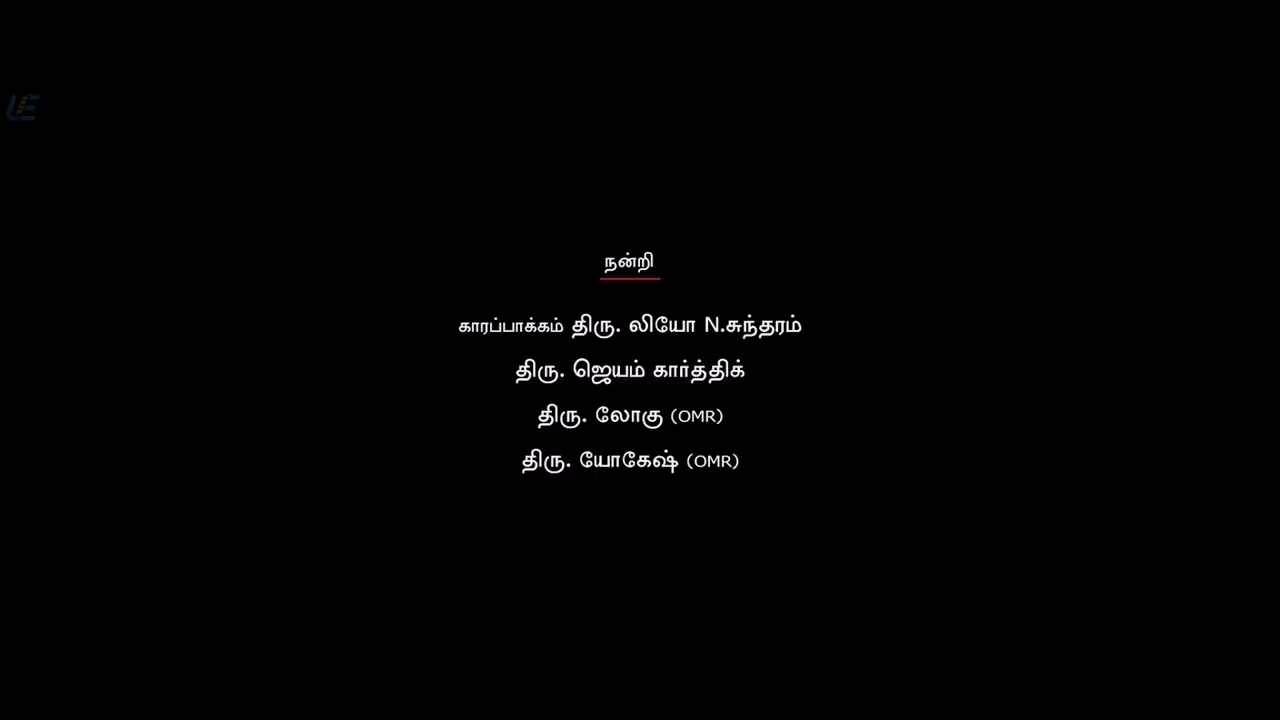 நன்றி
காரப்பாக்கம் திரு. லியோ N.சுந்தரம்
திரு. ஜெயம் கார்த்திக்
திரு. லோகு (OMR)
திரு. யோகேஷ் (OMR)